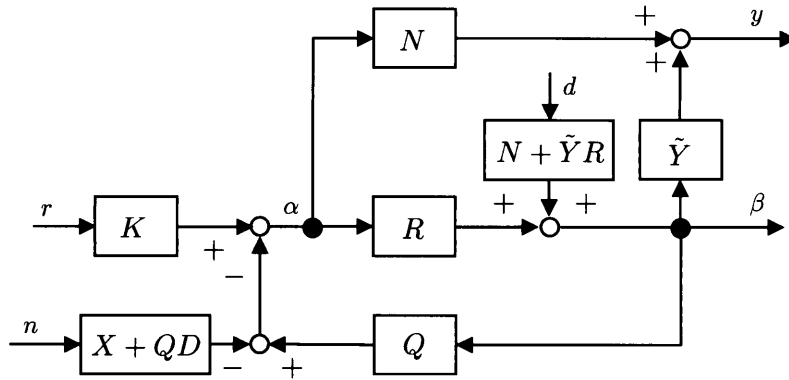 + y
N
+
d
N + ỸR Ỹ
r K + α R + + β
−
n X + QD − + Q